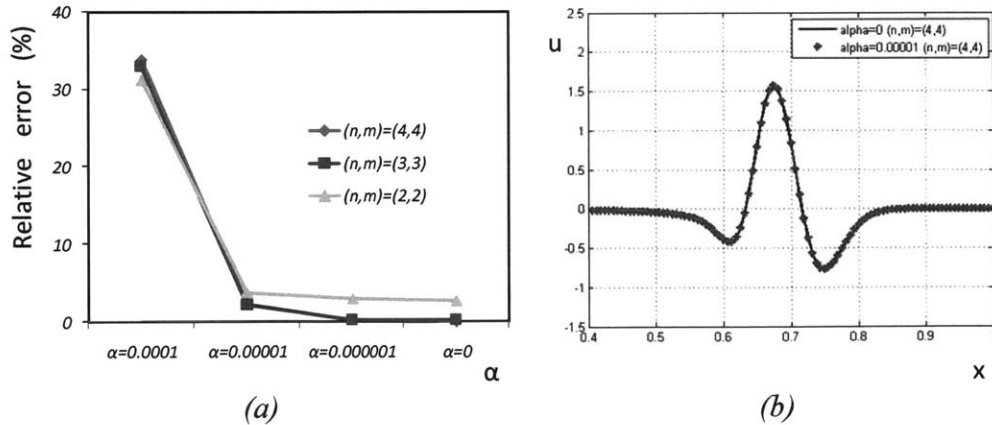 Relative error (%)
40
30
20
10
0
(n,m)=(4,4)
(n,m)=(3,3)
(n,m)=(2,2)
α=0.0001 α=0.00001 α=0.000001 α=0
α
(a)
u
2.5
2
1.5
1
0.5
0
-0.5
-1
-1.5
alpha=0 (n,m)=(4,4)
alpha=0.00001 (n,m)=(4,4)
0.4 0.5 0.6 0.7 0.8 0.9
x
(b)